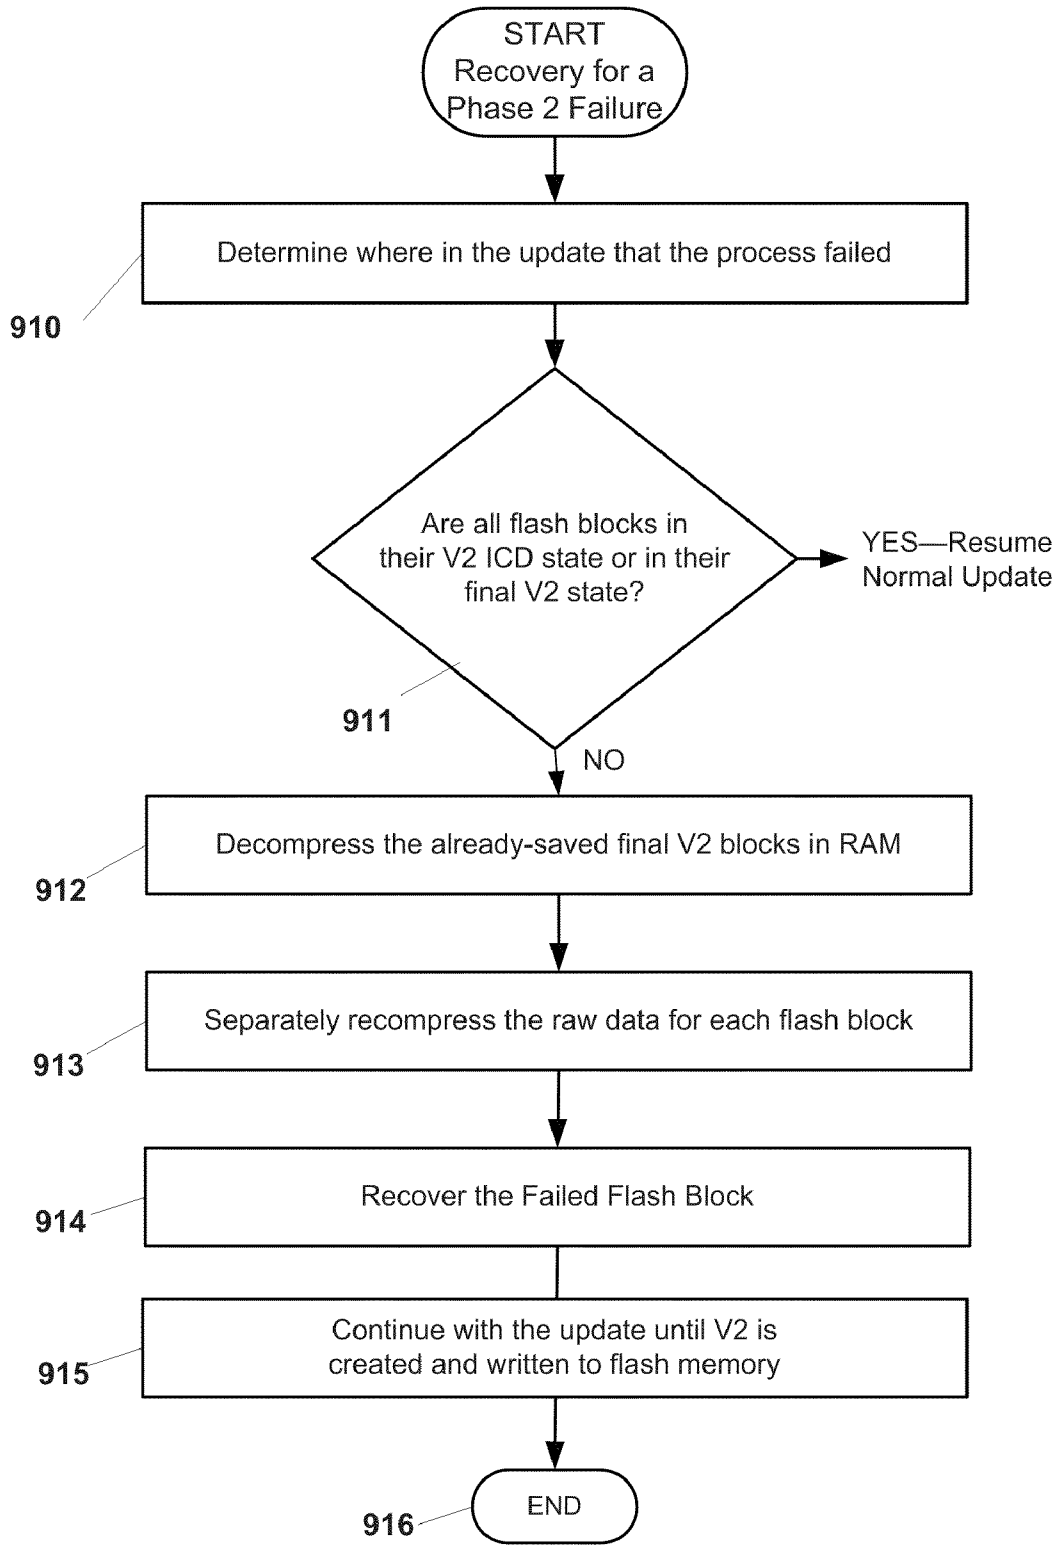 START
Recovery for a
Phase 2 Failure
Determine where in the update that the process failed
910
Are all flash blocks in
their V2 ICD state or in their
final V2 state?
YES—Resume
Normal Update
911
NO
Decompress the already-saved final V2 blocks in RAM
912
Separately recompress the raw data for each flash block
913
Recover the Failed Flash Block
914
Continue with the update until V2 is
created and written to flash memory
915
END
916